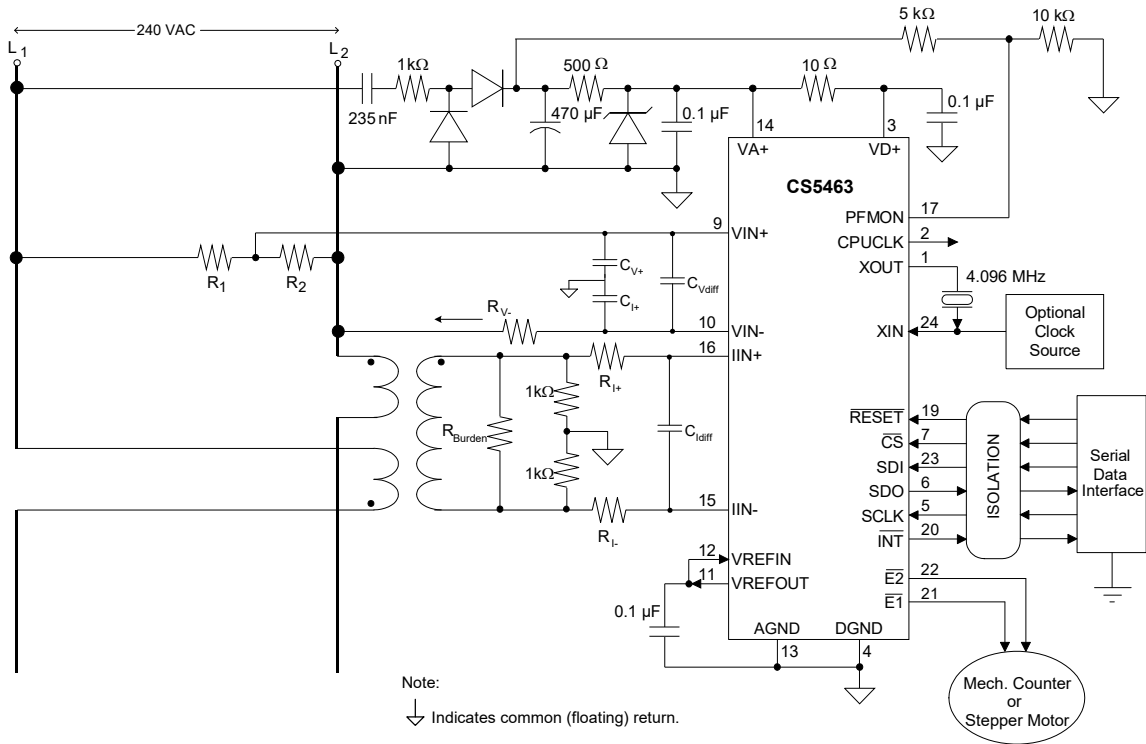 240 VAC
L1
L2
5 kΩ
10 kΩ
1kΩ
500 Ω
10 Ω
235 nF
470 µF
0.1 µF
0.1 µF
14
3
VA+
VD+
CS5463
PFMON
17
CPUCLK
2
XOUT
1
4.096 MHz
XIN
24
Optional
Clock
Source
9
VIN+
R1
R2
CV+
CI+
CVdiff
RV-
10
VIN-
16
IIN+
RI+
1kΩ
RBurden
CIdiff
1kΩ
15
IIN-
RI-
RESET
19
CS
7
SDI
23
SDO
6
SCLK
5
INT
20
ISOLATION
Serial
Data
Interface
12
VREFIN
11
VREFOUT
E2
22
E1
21
0.1 µF
AGND
DGND
13
4
Mech. Counter
or
Stepper Motor
Note:
Indicates common (floating) return.